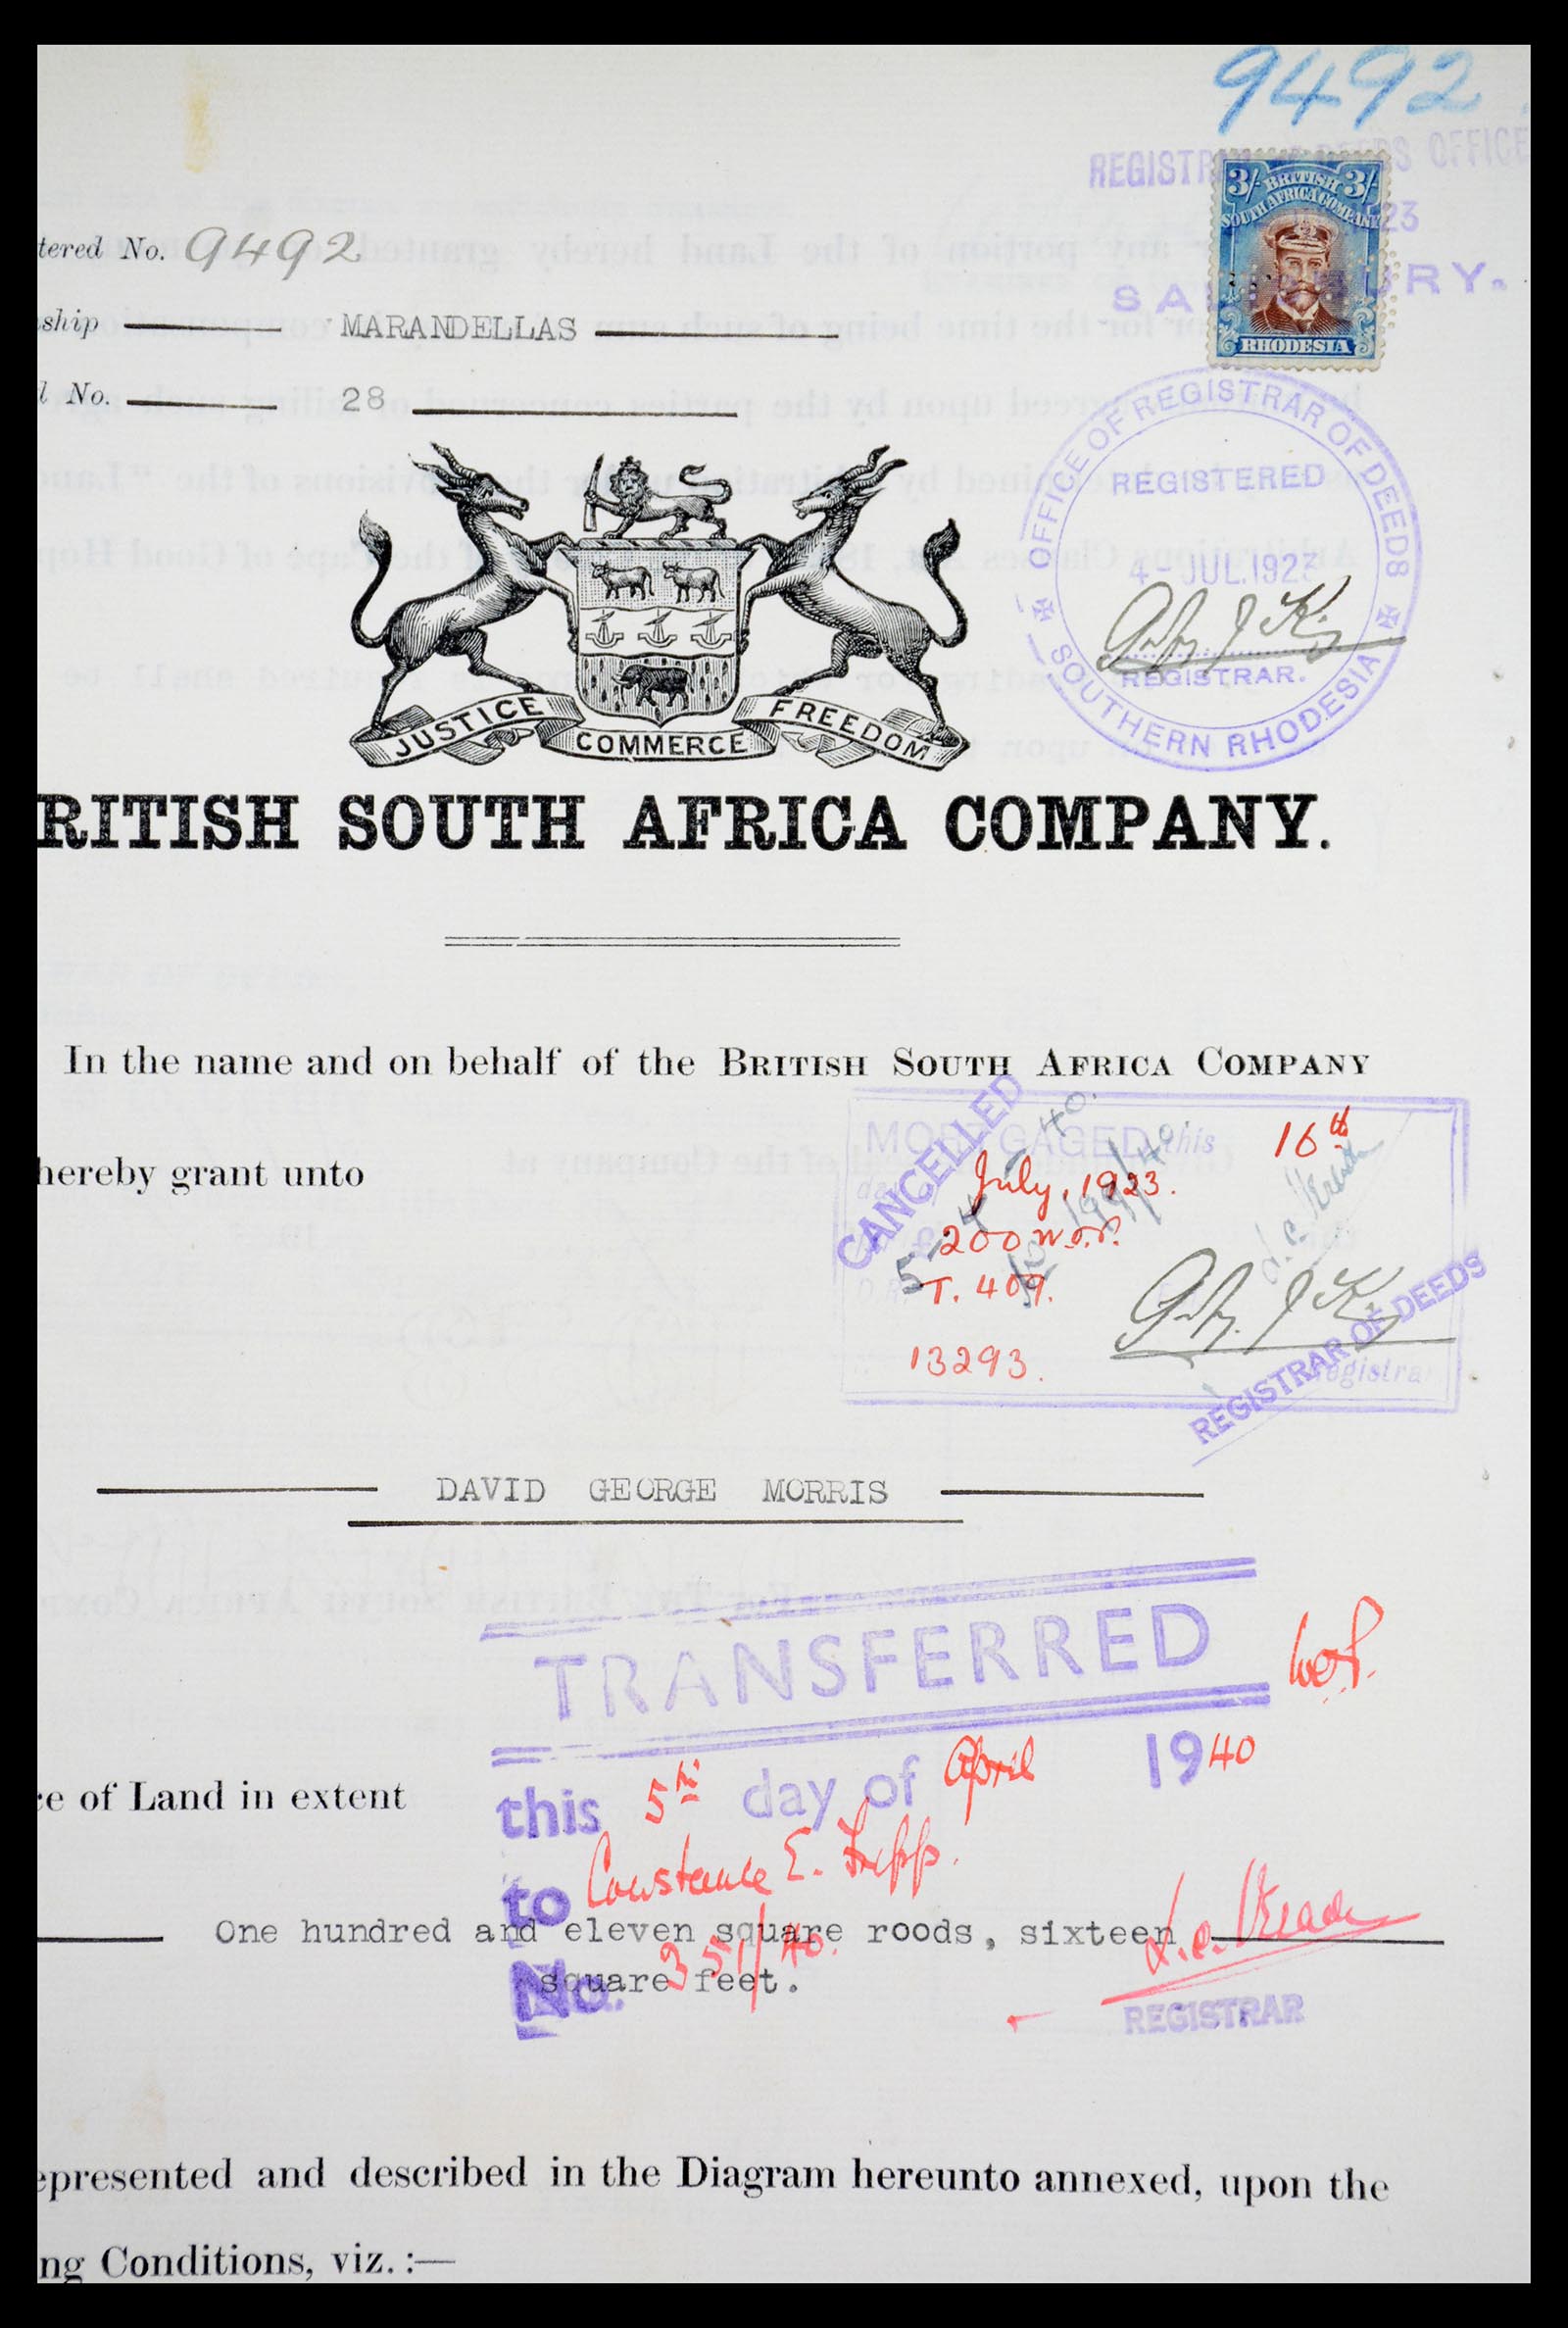 9492
REGISTR DEEDS OFFICE
23
SA URY.
3/- BRITISH 3/-
SOUTH AFRICA COMPANY
RHODESIA
tered No. 9492
ship MARANDELLAS
No. 28
OFFICE OF REGISTRAR OF DEEDS
REGISTERED
4 - JUL. 1923
REGISTRAR.
SOUTHERN RHODESIA
JUSTICE COMMERCE FREEDOM
RITISH SOUTH AFRICA COMPANY.
In the name and on behalf of the BRITISH SOUTH AFRICA COMPANY
hereby grant unto
MORTGAGED this 16th
July, 1923.
CANCELLED
£ 200
T. 409.
13293.
Registra
REGISTRAR OF DEEDS
DAVID GEORGE MORRIS
TRANSFERRED
this 5th day of April 1940
e of Land in extent
to Constance E.
One hundred and eleven square roods, sixteen
No. 351/40.
square feet.
REGISTRAR
epresented and described in the Diagram hereunto annexed, upon the
ng Conditions, viz. :—